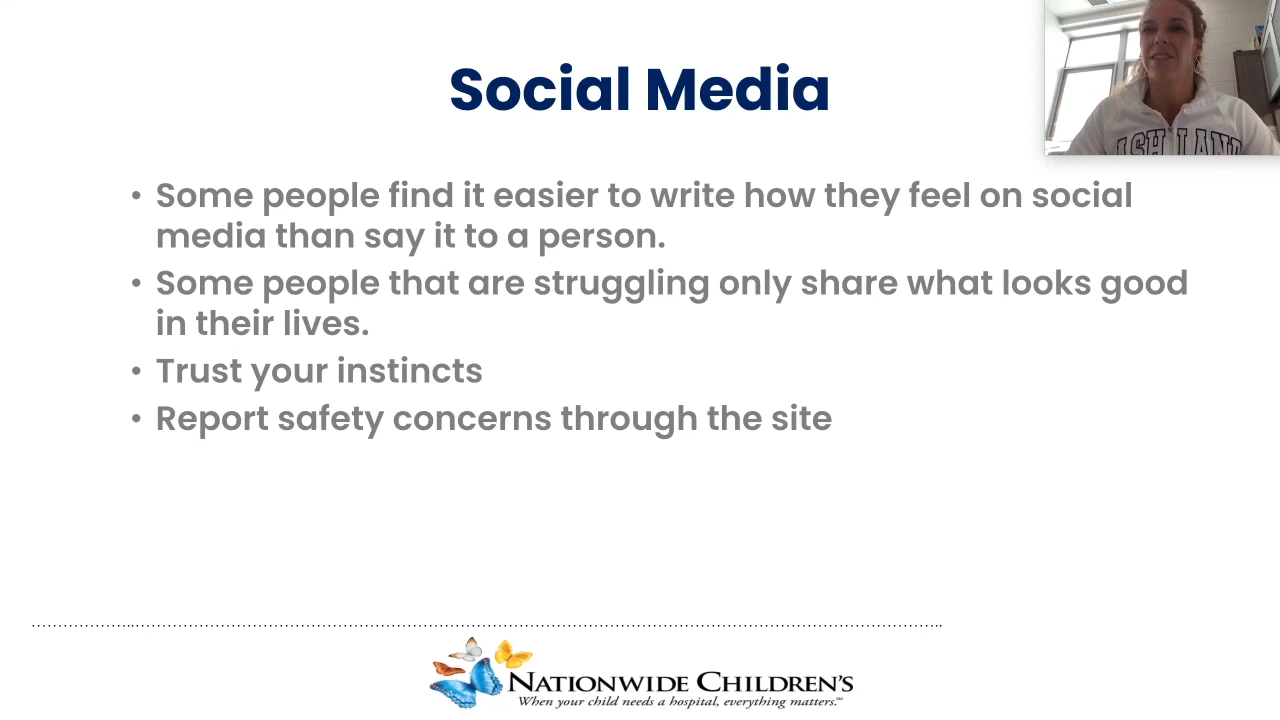 Social Media
ASHLAND
• Some people find it easier to write how they feel on social
media than say it to a person.
• Some people that are struggling only share what looks good
in their lives.
• Trust your instincts
• Report safety concerns through the site
NATIONWIDE CHILDREN'S
When your child needs a hospital, everything matters.℠